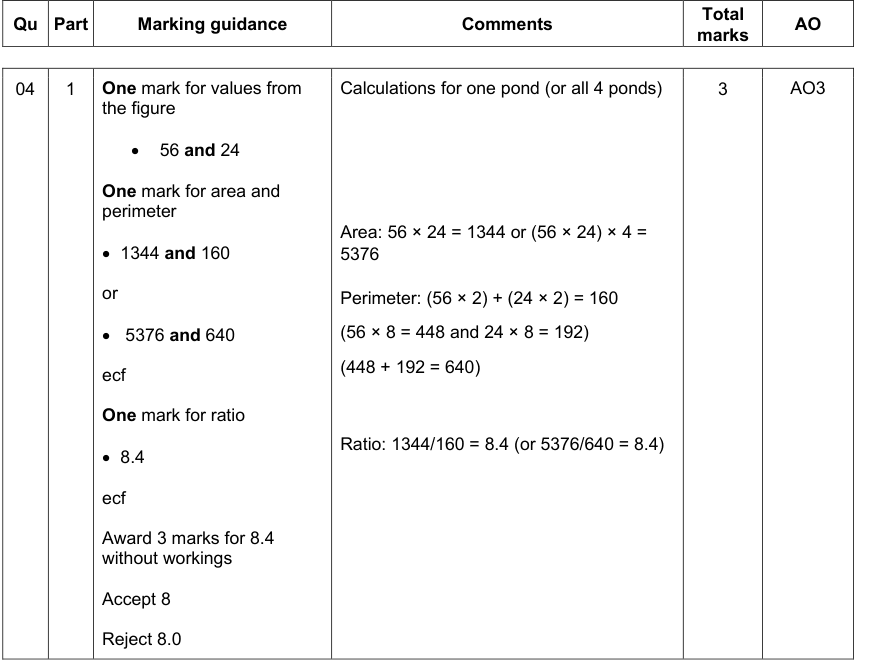 Qu Part Marking guidance Comments Total marks AO
04 1 One mark for values from the figure
• 56 and 24
One mark for area and perimeter
• 1344 and 160
or
• 5376 and 640
ecf
One mark for ratio
• 8.4
ecf
Award 3 marks for 8.4 without workings
Accept 8
Reject 8.0
Calculations for one pond (or all 4 ponds)
Area: 56 × 24 = 1344 or (56 × 24) × 4 =
5376
Perimeter: (56 × 2) + (24 × 2) = 160
(56 × 8 = 448 and 24 × 8 = 192)
(448 + 192 = 640)
Ratio: 1344/160 = 8.4 (or 5376/640 = 8.4)
3
AO3